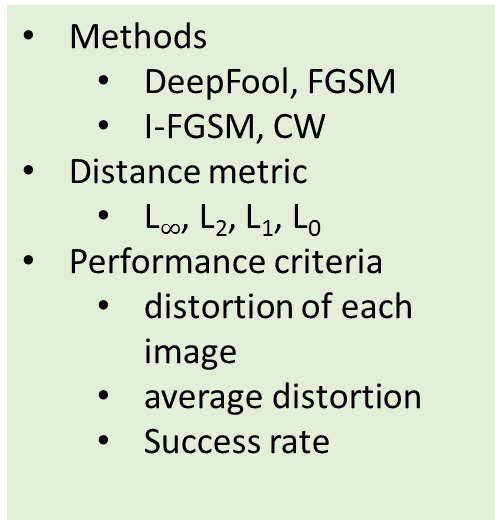 • Methods
• DeepFool, FGSM
• I-FGSM, CW
• Distance metric
• L∞, L₂, L₁, L₀
• Performance criteria
• distortion of each
image
• average distortion
• Success rate